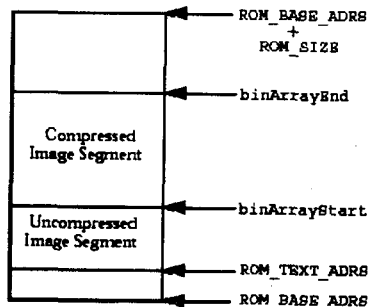 ROM_BASE_ADRS
+
ROM_SIZE
binArrayEnd
Compressed
Image Segment
binArrayStart
Uncompressed
Image Segment
ROM_TEXT_ADRS
ROM_BASE_ADRS